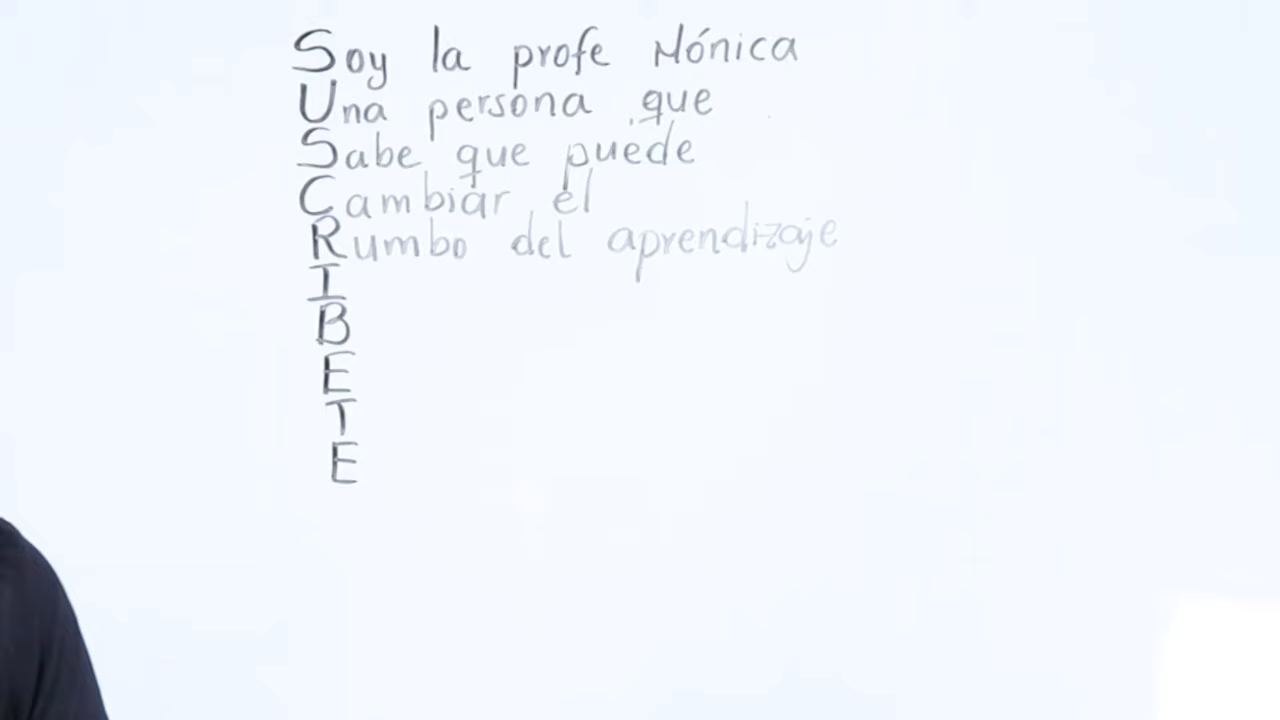 Soy la profe Mónica
Una persona que
Sabe que puede
Cambiar el
Rumbo del aprendizaje
I
B
E
T
E